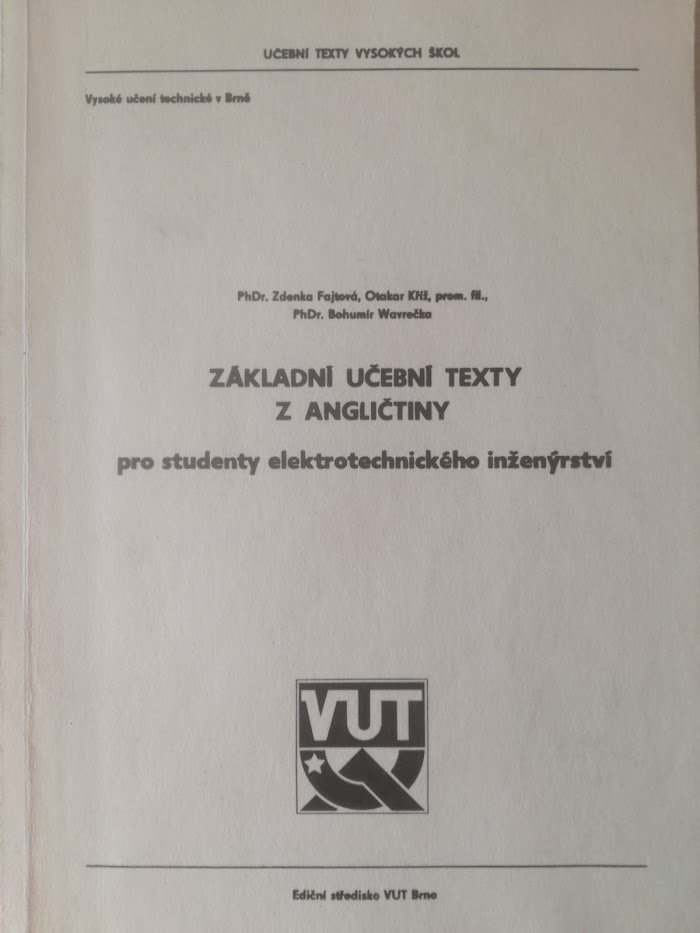 UČEBNÍ TEXTY VYSOKÝCH ŠKOL
Vysoké učení technické v Brně
PhDr. Zdenka Fajtová, Otakar Kříž, prom. fil.,
PhDr. Bohumír Wavrečka
ZÁKLADNÍ UČEBNÍ TEXTY
Z ANGLIČTINY
pro studenty elektrotechnického inženýrství
VUT
Ediční středisko VUT Brno